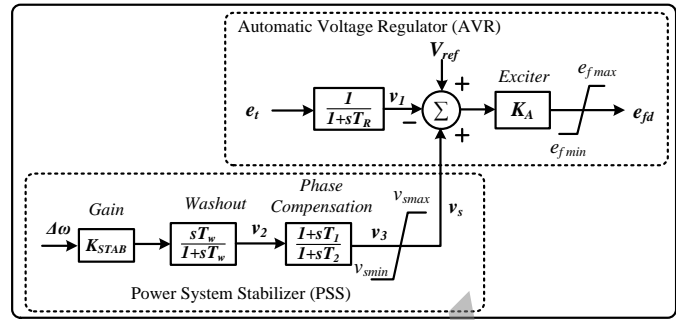 Automatic Voltage Regulator (AVR)
V_ref
Exciter
e_f max
e_t
1
1+sT_R
v_1
+
−
Σ
+
K_A
e_fd
e_f min
Phase
Compensation
Gain
Washout
v_smax
v_s
Δω
K_STAB
sT_w
1+sT_w
v_2
1+sT_1
1+sT_2
v_3
v_smin
Power System Stabilizer (PSS)